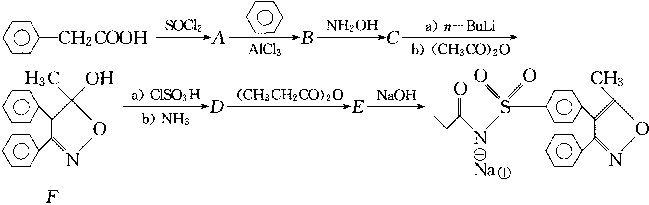 CH2COOH SOCl2 A AlCl3 B NH2OH C a) n—BuLi b) (CH3CO)2O
H3C OH O N F a) ClSO3H b) NH3 D (CH3CH2CO)2O E NaOH O O O S N ⊖ Na ⊕ CH3 O N